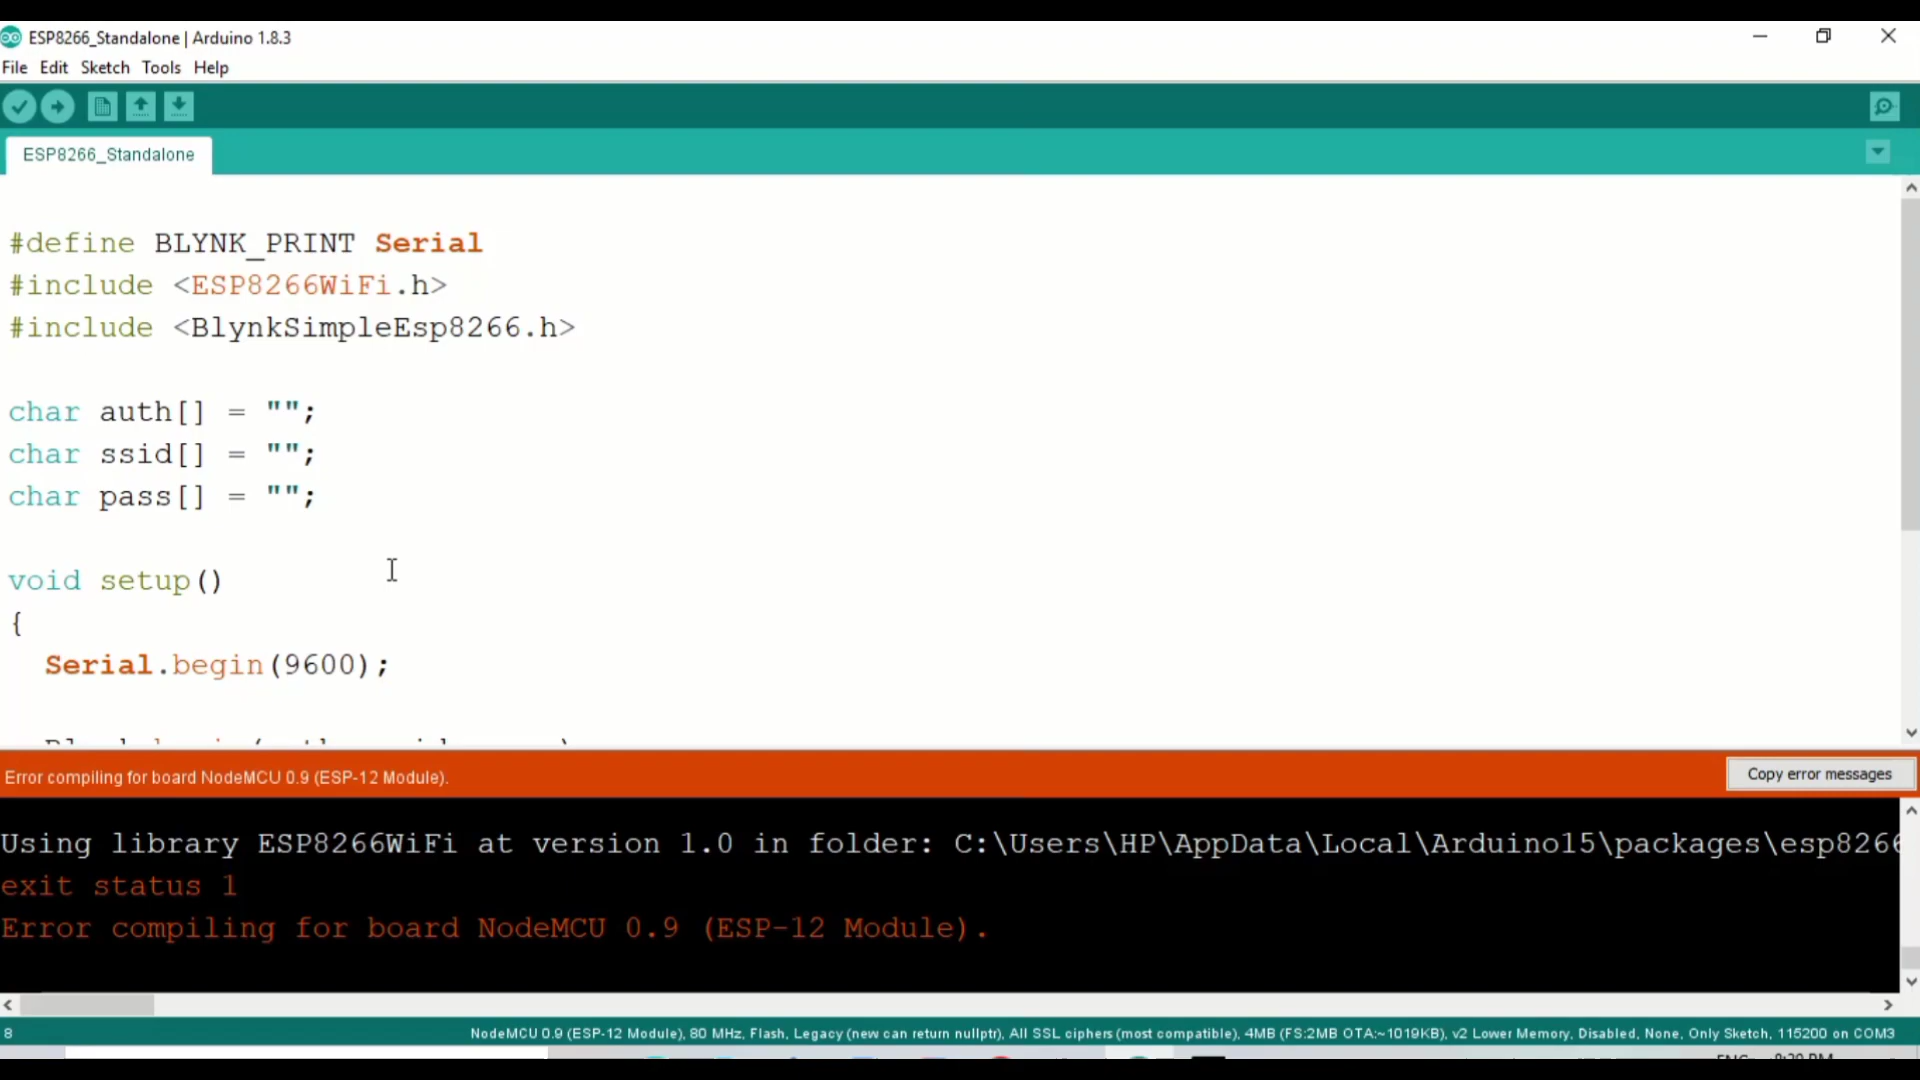 ESP8266_Standalone | Arduino 1.8.3
File Edit Sketch Tools Help
ESP8266_Standalone
#define BLYNK_PRINT Serial
#include <ESP8266WiFi.h>
#include <BlynkSimpleEsp8266.h>
char auth[] = "";
char ssid[] = "";
char pass[] = "";
void setup()
{
Serial.begin(9600);
Error compiling for board NodeMCU 0.9 (ESP-12 Module).
Copy error messages
Using library ESP8266WiFi at version 1.0 in folder: C:\Users\HP\AppData\Local\Arduino15\packages\esp8266
exit status 1
Error compiling for board NodeMCU 0.9 (ESP-12 Module).
8
NodeMCU 0.9 (ESP-12 Module), 80 MHz, Flash, Legacy (new can return nullptr), All SSL ciphers (most compatible), 4MB (FS:2MB OTA:~1019KB), v2 Lower Memory, Disabled, None, Only Sketch, 115200 on COM3